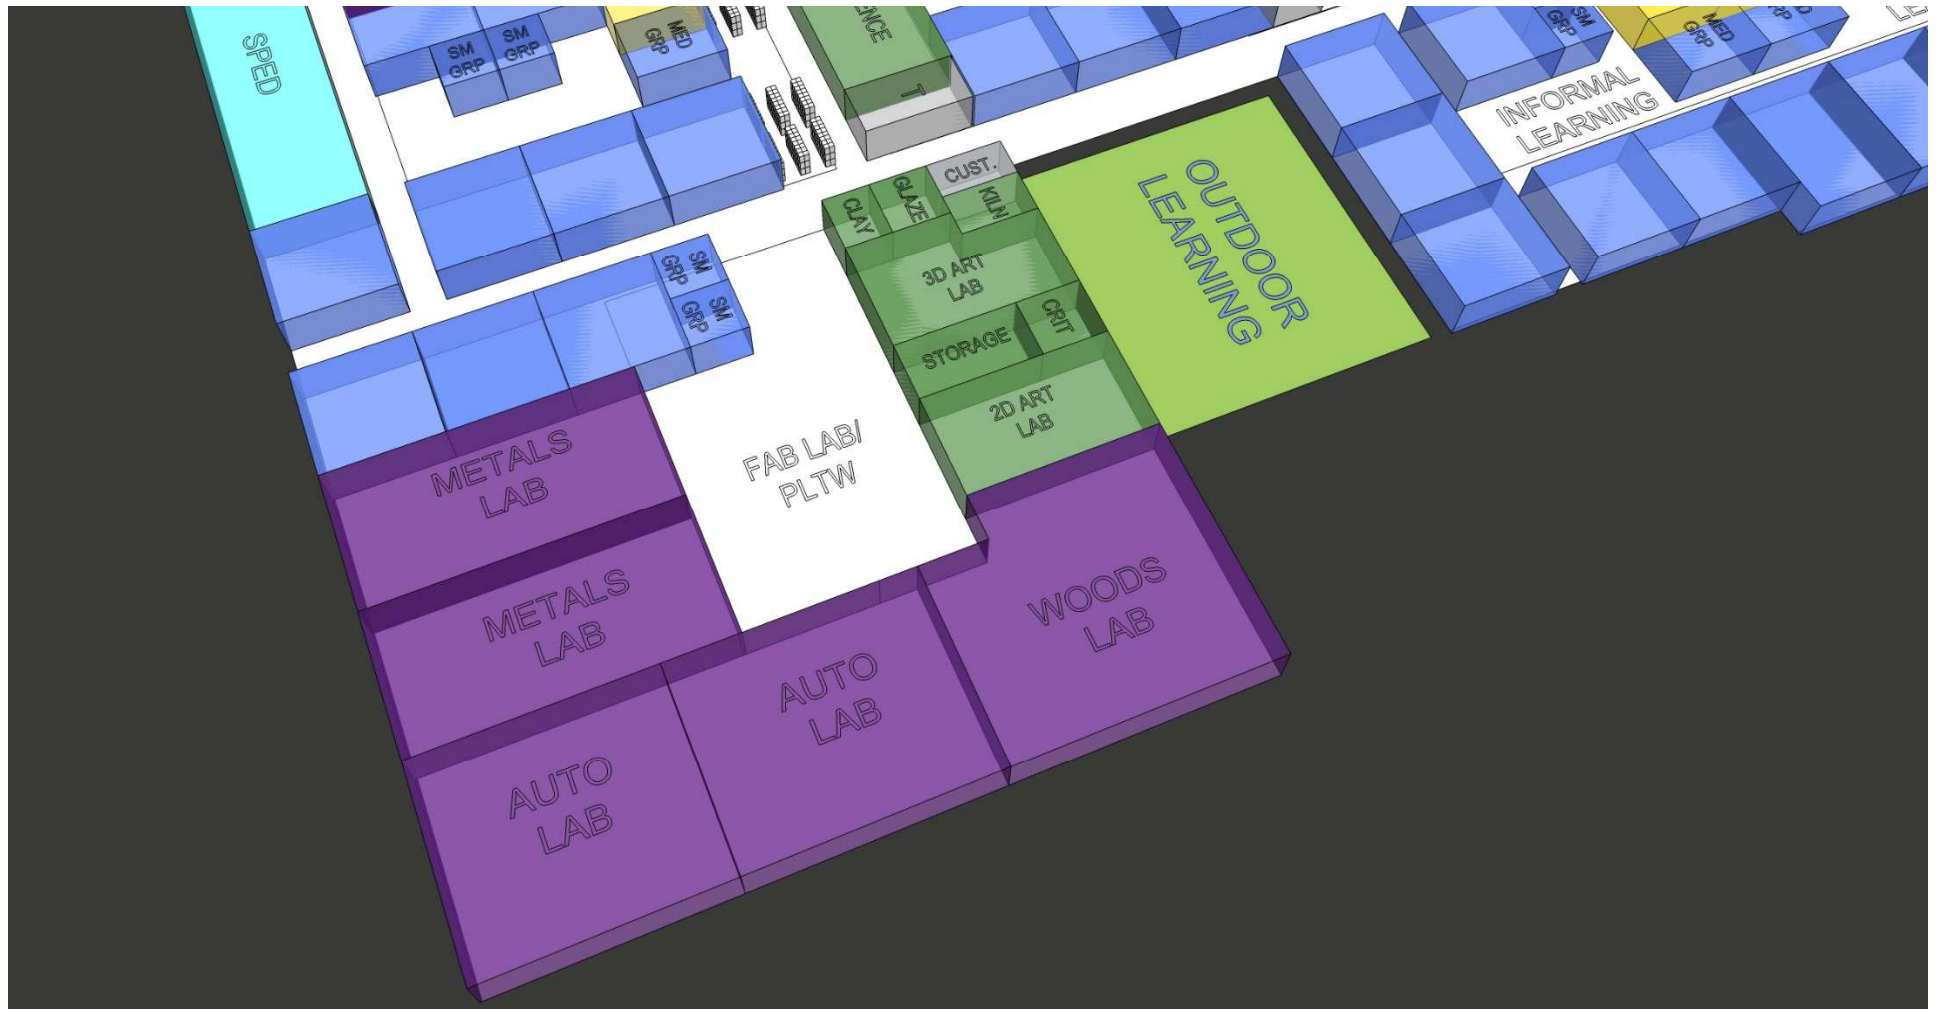 SPED
SM
GRP
SM
GRP
MED
GRP
ENCE
T
SM
GRP
MED
GRP
INFORMAL
LEARNING
CLAY
GLAZE
CUST.
KILN
3D ART
LAB
STORAGE
CRIT
2D ART
LAB
OUTDOOR
LEARNING
SM
GRP
SM
GRP
FAB LAB/
PLTW
METALS
LAB
METALS
LAB
WOODS
LAB
AUTO
LAB
AUTO
LAB